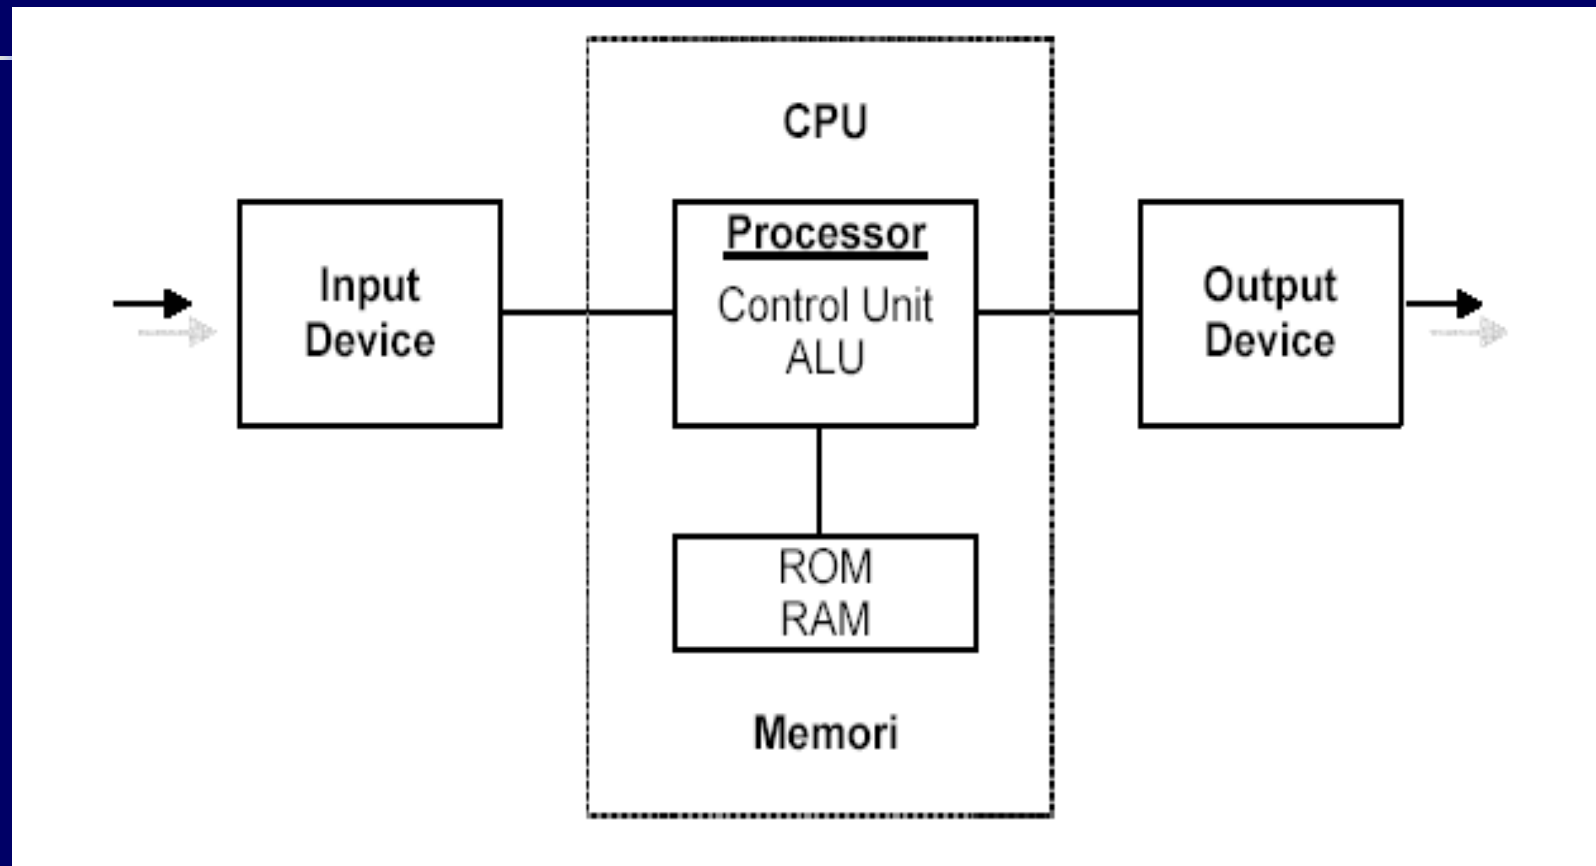 CPU
Input
Device
Processor
Control Unit
ALU
Output
Device
ROM
RAM
Memori